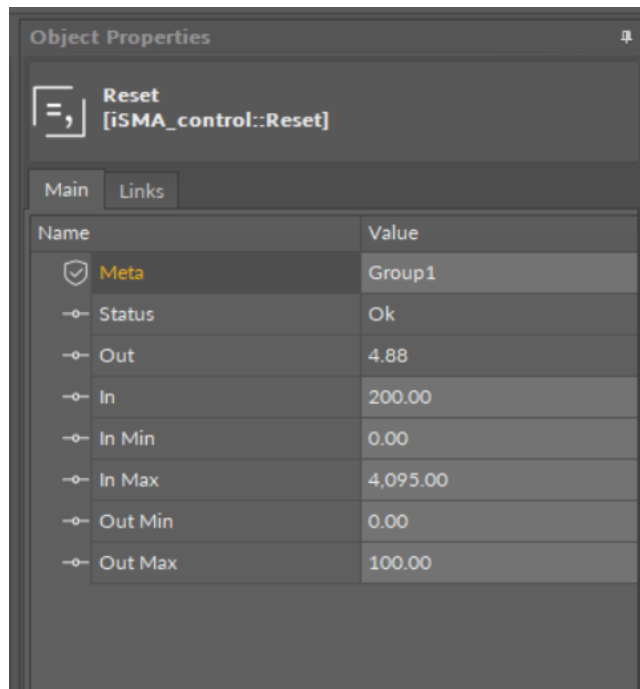 Object Properties
Reset
[iSMA_control::Reset]
Main Links
Name Value
Meta Group1
Status Ok
Out 4.88
In 200.00
In Min 0.00
In Max 4,095.00
Out Min 0.00
Out Max 100.00